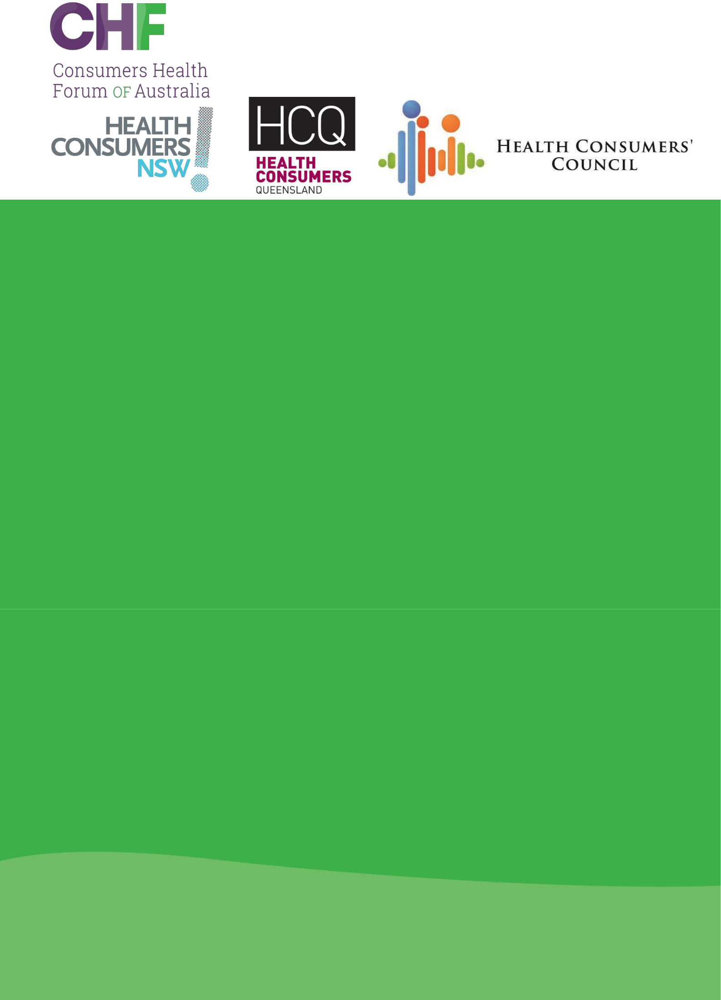 CHF
Consumers Health
Forum OF Australia
HEALTH
CONSUMERS
NSW
HCQ
HEALTH
CONSUMERS
QUEENSLAND
HEALTH CONSUMERS'
COUNCIL